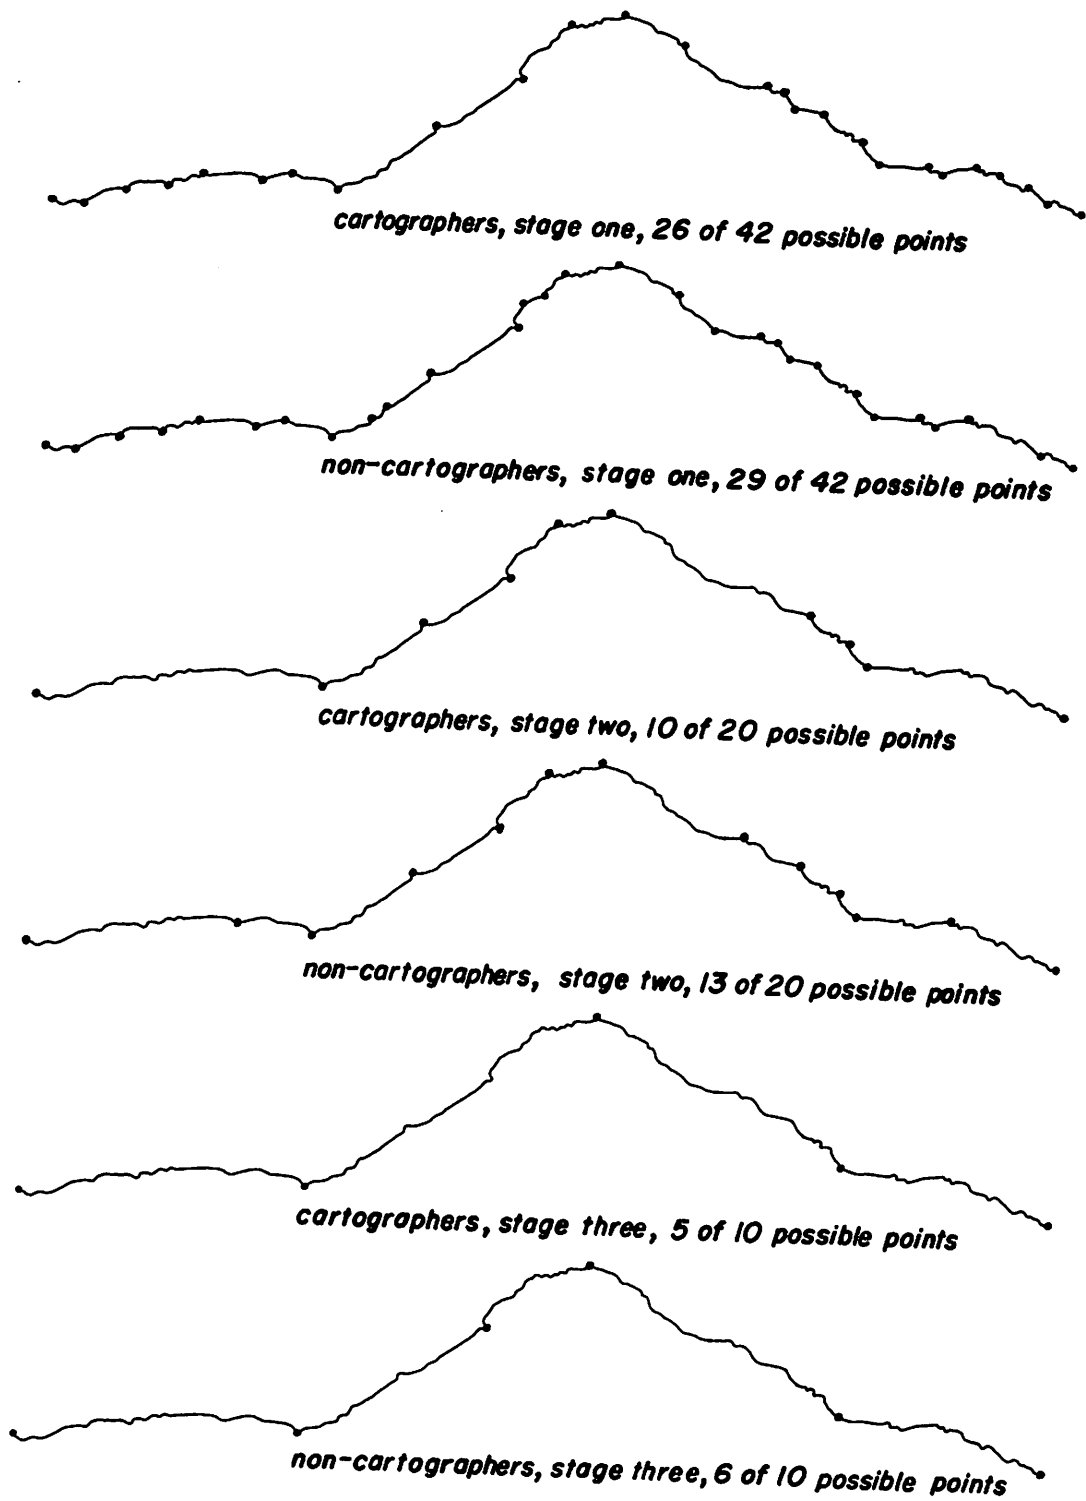 cartographers, stage one, 26 of 42 possible points
non-cartographers, stage one, 29 of 42 possible points
cartographers, stage two, 10 of 20 possible points
non-cartographers, stage two, 13 of 20 possible points
cartographers, stage three, 5 of 10 possible points
non-cartographers, stage three, 6 of 10 possible points